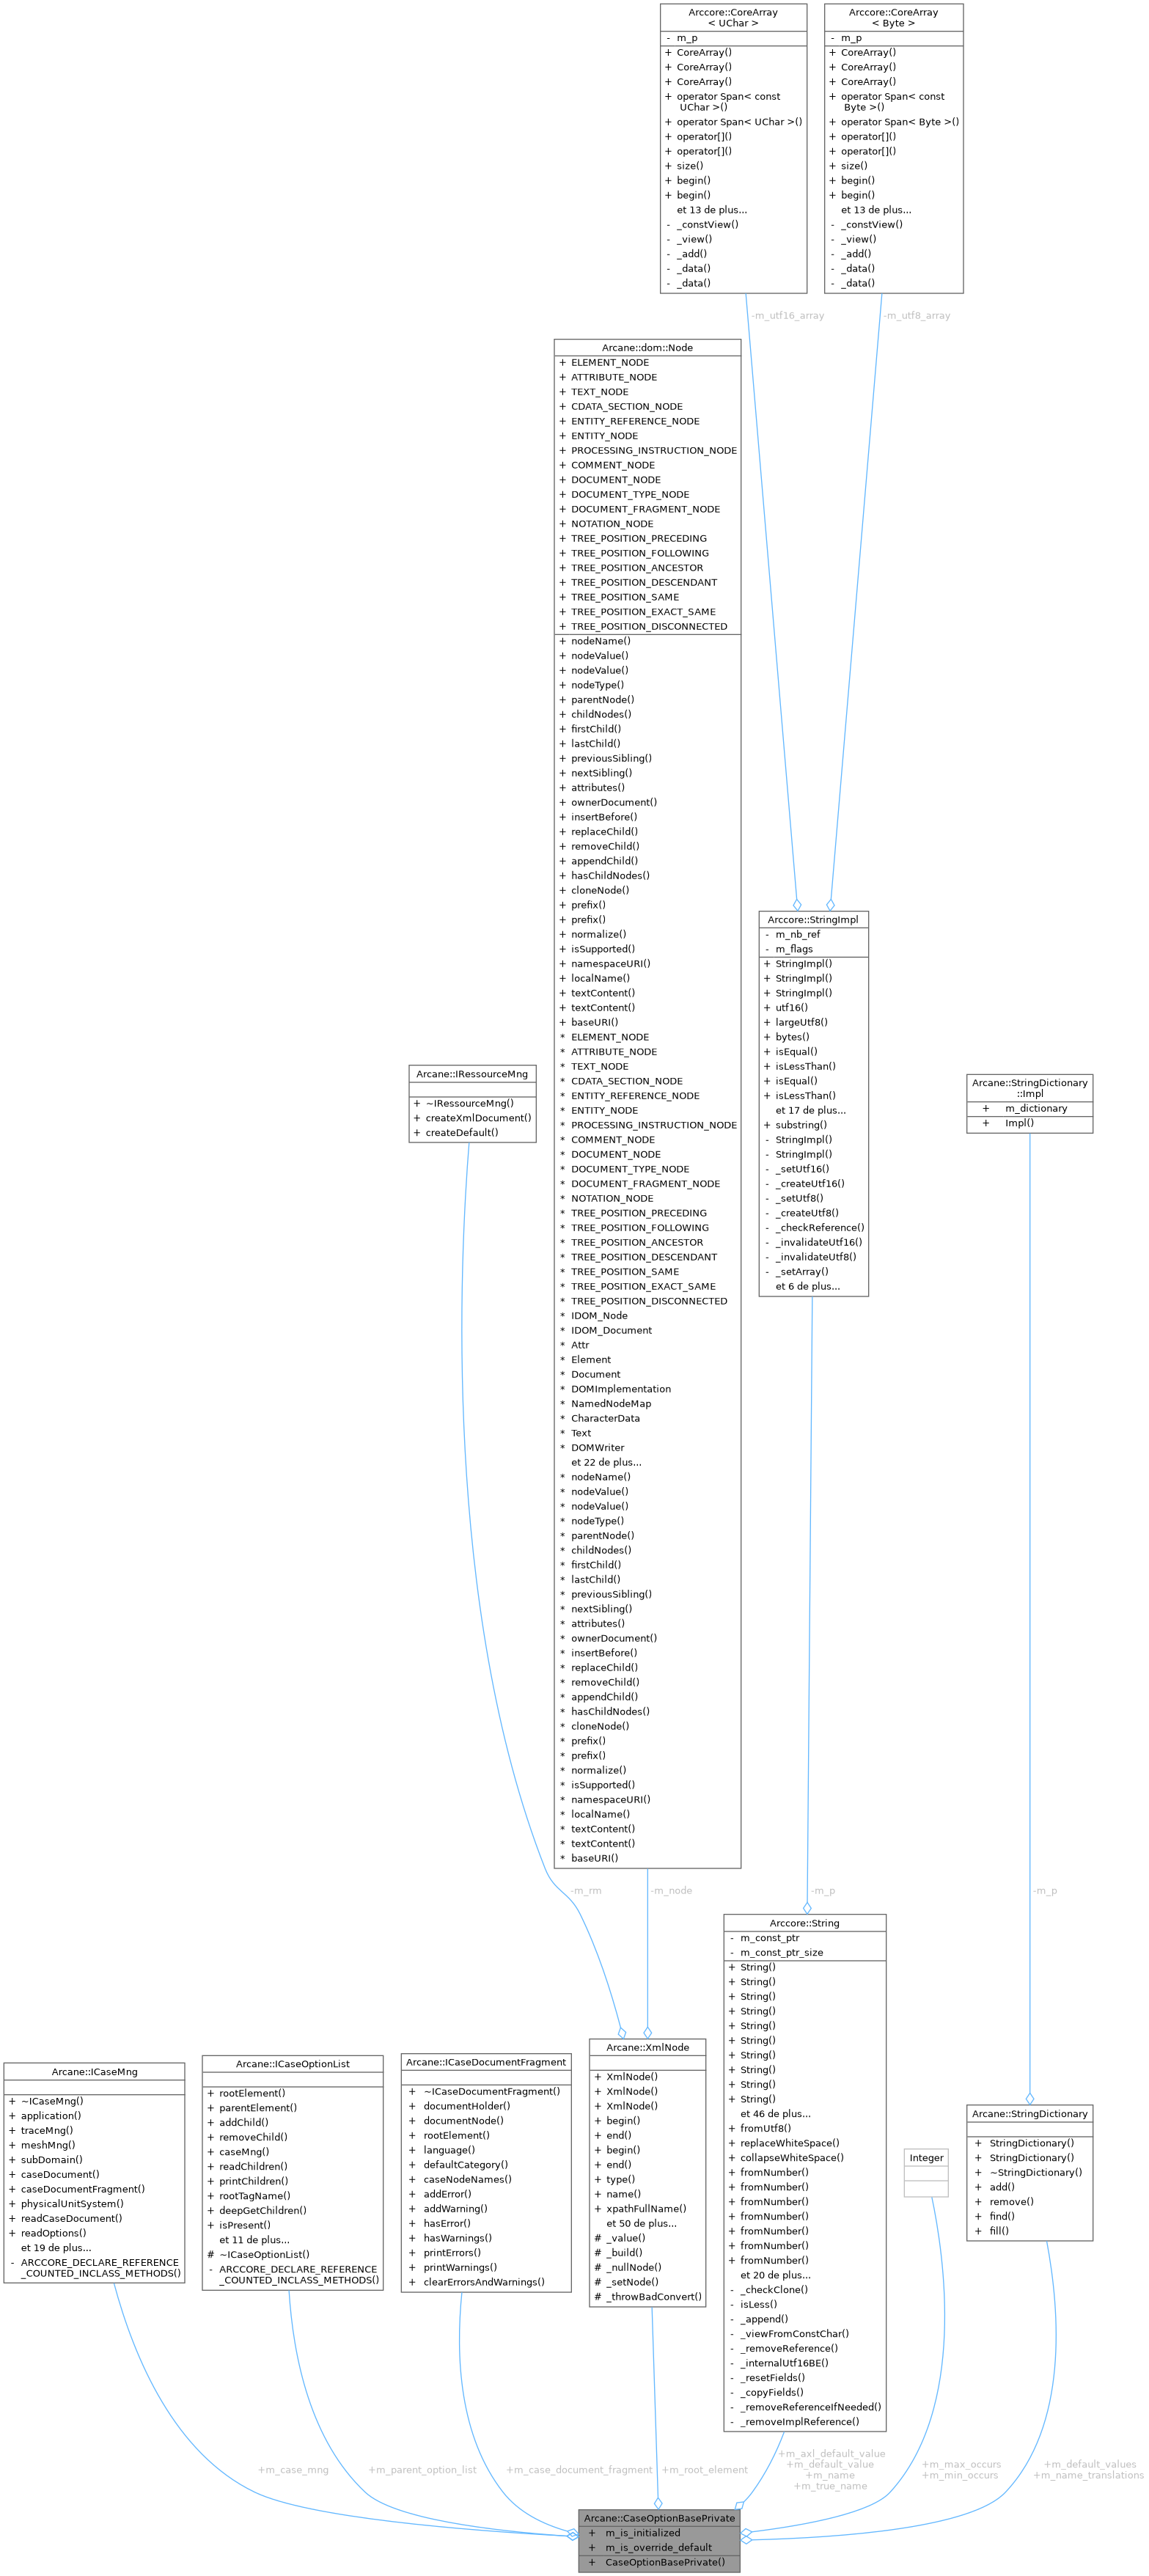 Arccore::CoreArray
< UChar >
- m_p
+ CoreArray()
+ CoreArray()
+ CoreArray()
+ operator Span< const
UChar >()
+ operator Span< UChar >()
+ operator[]()
+ operator[]()
+ size()
+ begin()
+ begin()
et 13 de plus...
- _constView()
- _view()
- _add()
- _data()
- _data()
Arccore::CoreArray
< Byte >
- m_p
+ CoreArray()
+ CoreArray()
+ CoreArray()
+ operator Span< const
Byte >()
+ operator Span< Byte >()
+ operator[]()
+ operator[]()
+ size()
+ begin()
+ begin()
et 13 de plus...
- _constView()
- _view()
- _add()
- _data()
- _data()
-m_utf16_array
-m_utf8_array
Arcane::dom::Node
+ ELEMENT_NODE
+ ATTRIBUTE_NODE
+ TEXT_NODE
+ CDATA_SECTION_NODE
+ ENTITY_REFERENCE_NODE
+ ENTITY_NODE
+ PROCESSING_INSTRUCTION_NODE
+ COMMENT_NODE
+ DOCUMENT_NODE
+ DOCUMENT_TYPE_NODE
+ DOCUMENT_FRAGMENT_NODE
+ NOTATION_NODE
+ TREE_POSITION_PRECEDING
+ TREE_POSITION_FOLLOWING
+ TREE_POSITION_ANCESTOR
+ TREE_POSITION_DESCENDANT
+ TREE_POSITION_SAME
+ TREE_POSITION_EXACT_SAME
+ TREE_POSITION_DISCONNECTED
+ nodeName()
+ nodeValue()
+ nodeValue()
+ nodeType()
+ parentNode()
+ childNodes()
+ firstChild()
+ lastChild()
+ previousSibling()
+ nextSibling()
+ attributes()
+ ownerDocument()
+ insertBefore()
+ replaceChild()
+ removeChild()
+ appendChild()
+ hasChildNodes()
+ cloneNode()
+ prefix()
+ prefix()
+ normalize()
+ isSupported()
+ namespaceURI()
+ localName()
+ textContent()
+ textContent()
+ baseURI()
* ELEMENT_NODE
* ATTRIBUTE_NODE
* TEXT_NODE
* CDATA_SECTION_NODE
* ENTITY_REFERENCE_NODE
* ENTITY_NODE
* PROCESSING_INSTRUCTION_NODE
* COMMENT_NODE
* DOCUMENT_NODE
* DOCUMENT_TYPE_NODE
* DOCUMENT_FRAGMENT_NODE
* NOTATION_NODE
* TREE_POSITION_PRECEDING
* TREE_POSITION_FOLLOWING
* TREE_POSITION_ANCESTOR
* TREE_POSITION_DESCENDANT
* TREE_POSITION_SAME
* TREE_POSITION_EXACT_SAME
* TREE_POSITION_DISCONNECTED
* IDOM_Node
* IDOM_Document
* Attr
* Element
* Document
* DOMImplementation
* NamedNodeMap
* CharacterData
* Text
* DOMWriter
et 22 de plus...
* nodeName()
* nodeValue()
* nodeValue()
* nodeType()
* parentNode()
* childNodes()
* firstChild()
* lastChild()
* previousSibling()
* nextSibling()
* attributes()
* ownerDocument()
* insertBefore()
* replaceChild()
* removeChild()
* appendChild()
* hasChildNodes()
* cloneNode()
* prefix()
* prefix()
* normalize()
* isSupported()
* namespaceURI()
* localName()
* textContent()
* textContent()
* baseURI()
Arccore::StringImpl
- m_nb_ref
- m_flags
+ StringImpl()
+ StringImpl()
+ StringImpl()
+ utf16()
+ largeUtf8()
+ bytes()
+ isEqual()
+ isLessThan()
+ isEqual()
+ isLessThan()
et 17 de plus...
+ substring()
- StringImpl()
- StringImpl()
- _setUtf16()
- _createUtf16()
- _setUtf8()
- _createUtf8()
- _checkReference()
- _invalidateUtf16()
- _invalidateUtf8()
- _setArray()
et 6 de plus...
Arcane::IRessourceMng
+ ~IRessourceMng()
+ createXmlDocument()
+ createDefault()
Arcane::StringDictionary
::Impl
+ m_dictionary
+ Impl()
-m_rm
-m_node
-m_p
-m_p
Arccore::String
- m_const_ptr
- m_const_ptr_size
+ String()
+ String()
+ String()
+ String()
+ String()
+ String()
+ String()
+ String()
+ String()
+ String()
et 46 de plus...
+ fromUtf8()
+ replaceWhiteSpace()
+ collapseWhiteSpace()
+ fromNumber()
+ fromNumber()
+ fromNumber()
+ fromNumber()
+ fromNumber()
+ fromNumber()
+ fromNumber()
et 20 de plus...
- _checkClone()
- isLess()
- _append()
- _viewFromConstChar()
- _removeReference()
- _internalUtf16BE()
- _resetFields()
- _copyFields()
- _removeReferenceIfNeeded()
- _removeImplReference()
Arcane::ICaseMng
+ ~ICaseMng()
+ application()
+ traceMng()
+ meshMng()
+ subDomain()
+ caseDocument()
+ caseDocumentFragment()
+ physicalUnitSystem()
+ readCaseDocument()
+ readOptions()
et 19 de plus...
- ARCCORE_DECLARE_REFERENCE
_COUNTED_INCLASS_METHODS()
Arcane::ICaseOptionList
+ rootElement()
+ parentElement()
+ addChild()
+ removeChild()
+ caseMng()
+ readChildren()
+ printChildren()
+ rootTagName()
+ deepGetChildren()
+ isPresent()
et 11 de plus...
# ~ICaseOptionList()
- ARCCORE_DECLARE_REFERENCE
_COUNTED_INCLASS_METHODS()
Arcane::ICaseDocumentFragment
+ ~ICaseDocumentFragment()
+ documentHolder()
+ documentNode()
+ rootElement()
+ language()
+ defaultCategory()
+ caseNodeNames()
+ addError()
+ addWarning()
+ hasError()
+ hasWarnings()
+ printErrors()
+ printWarnings()
+ clearErrorsAndWarnings()
Arcane::XmlNode
+ XmlNode()
+ XmlNode()
+ XmlNode()
+ begin()
+ end()
+ begin()
+ end()
+ type()
+ name()
+ xpathFullName()
et 50 de plus...
# _value()
# _build()
# _nullNode()
# _setNode()
# _throwBadConvert()
Integer
Arcane::StringDictionary
+ StringDictionary()
+ StringDictionary()
+ ~StringDictionary()
+ add()
+ remove()
+ find()
+ fill()
+m_case_mng
+m_parent_option_list
+m_case_document_fragment
+m_root_element
+m_axl_default_value
+m_default_value
+m_name
+m_true_name
+m_max_occurs
+m_min_occurs
+m_default_values
+m_name_translations
Arcane::CaseOptionBasePrivate
+ m_is_initialized
+ m_is_override_default
+ CaseOptionBasePrivate()